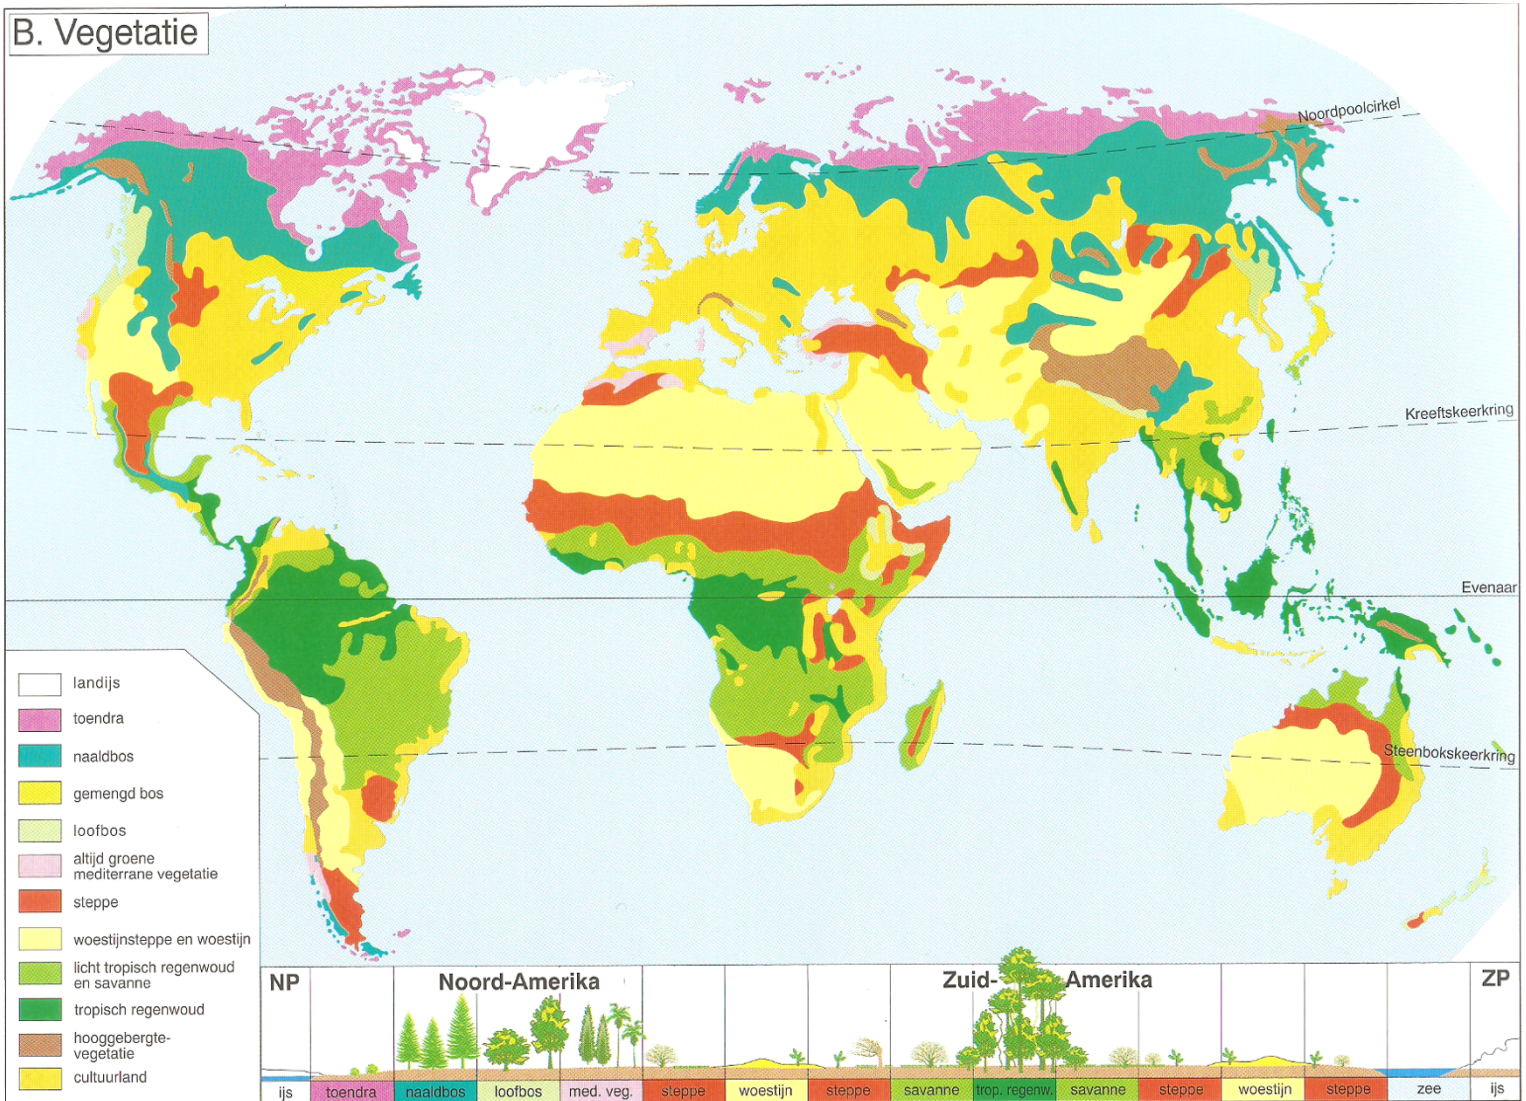 B. Vegetatie
Noordpoolcirkel
Kreeftskeerkring
Evenaar
Steenbokskeerkring
landijs
toendra
naaldbos
gemengd bos
loofbos
altijd groene
mediterrane vegetatie
steppe
woestijnsteppe en woestijn
licht tropisch regenwoud
en savanne
tropisch regenwoud
hooggebergte-
vegetatie
cultuurland
NP Noord-Amerika Zuid- Amerika ZP
ijs toendra naaldbos loofbos med. veg. steppe woestijn steppe savanne trop. regenw. savanne steppe woestijn steppe zee ijs